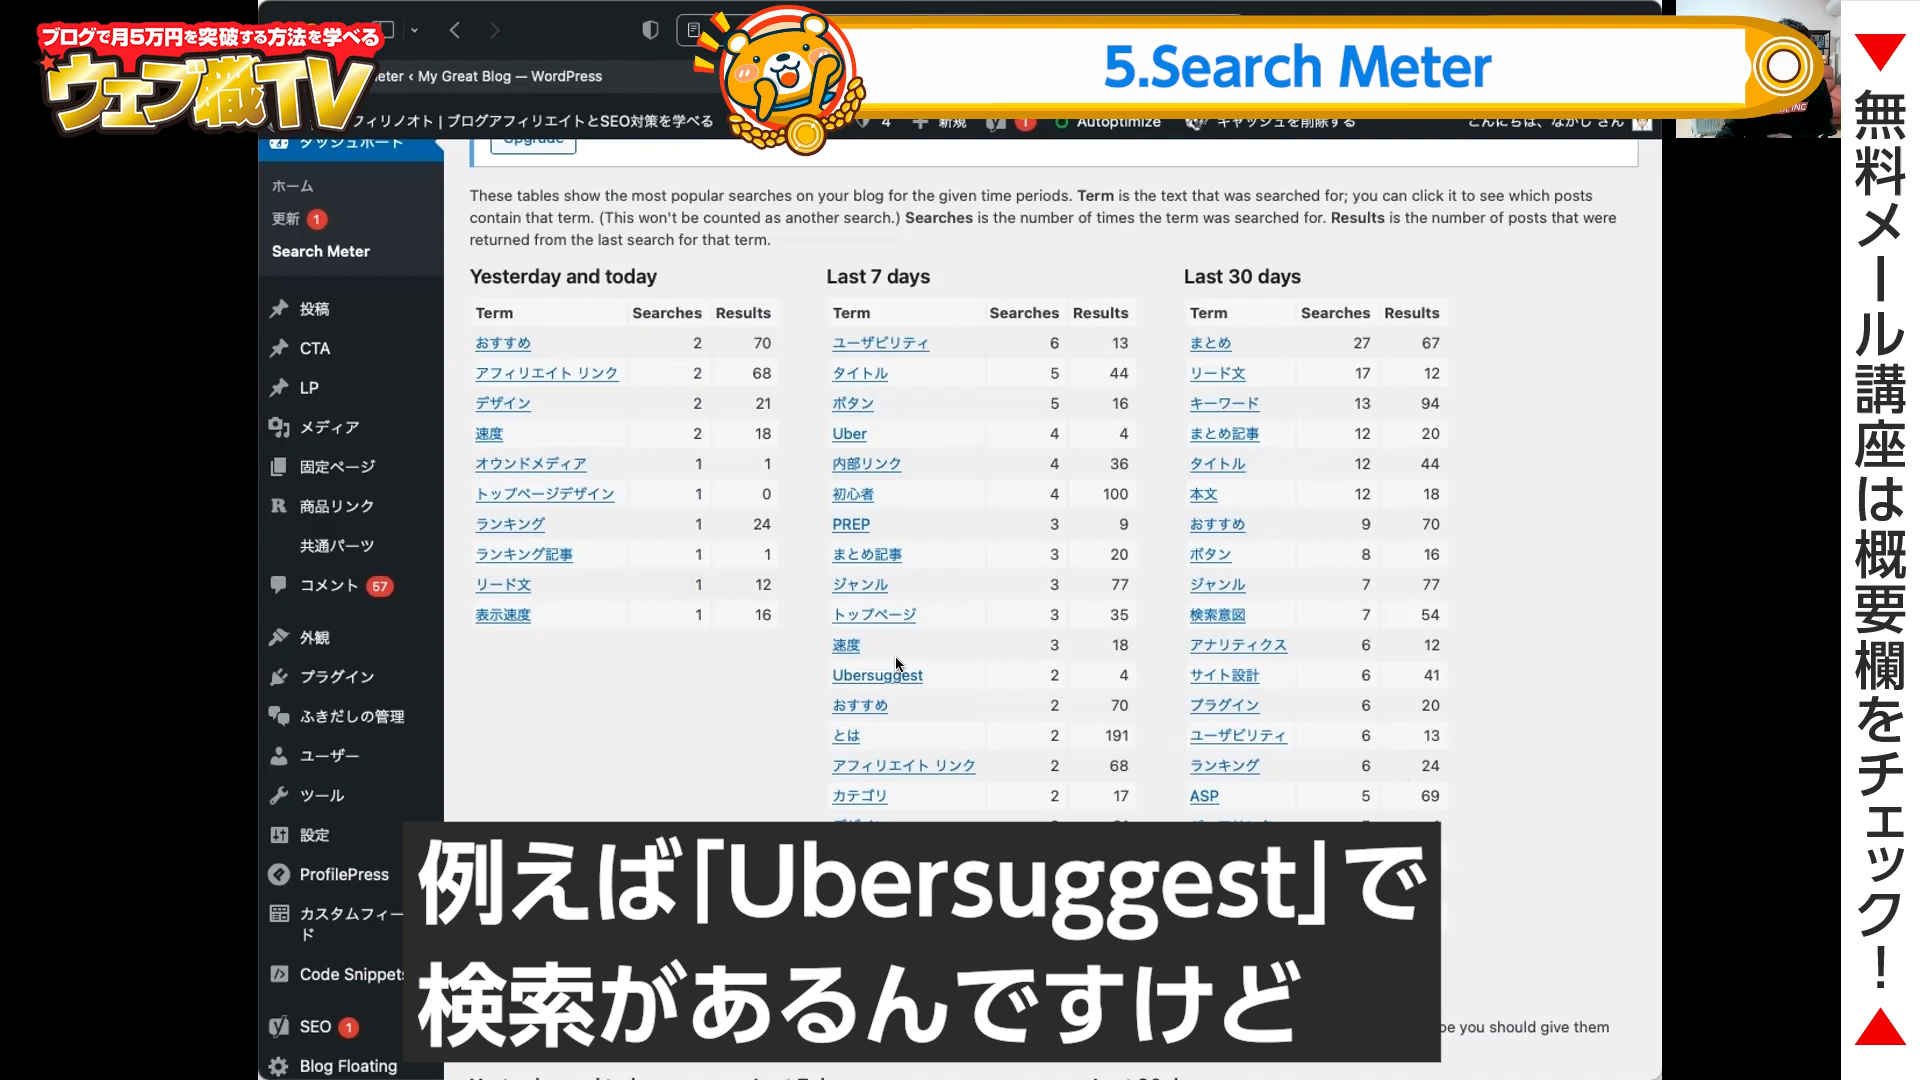 ブログで月5万円を突破する方法を学べる
ウェブ職TV
5.Search Meter
eter ‹ My Great Blog — WordPress
フィリノオト | ブログアフィリエイトとSEO対策を学べる
4
新規
1
Autoptimize
キャッシュを削除する
こんにちは、なかじ さん
Upgrade
ダッシュボード
ホーム
更新 1
Search Meter
投稿
CTA
LP
メディア
固定ページ
商品リンク
共通パーツ
コメント 57
外観
プラグイン
ふきだしの管理
ユーザー
ツール
設定
ProfilePress
カスタムフィー
ド
Code Snippets
SEO 1
Blog Floating
These tables show the most popular searches on your blog for the given time periods. Term is the text that was searched for; you can click it to see which posts
contain that term. (This won't be counted as another search.) Searches is the number of times the term was searched for. Results is the number of posts that were
returned from the last search for that term.
Yesterday and today
Term Searches Results
おすすめ 2 70
アフィリエイト リンク 2 68
デザイン 2 21
速度 2 18
オウンドメディア 1 1
トップページデザイン 1 0
ランキング 1 24
ランキング記事 1 1
リード文 1 12
表示速度 1 16
Last 7 days
Term Searches Results
ユーザビリティ 6 13
タイトル 5 44
ボタン 5 16
Uber 4 4
内部リンク 4 36
初心者 4 100
PREP 3 9
まとめ記事 3 20
ジャンル 3 77
トップページ 3 35
速度 3 18
Ubersuggest 2 4
おすすめ 2 70
とは 2 191
アフィリエイト リンク 2 68
カテゴリ 2 17
Last 30 days
Term Searches Results
まとめ 27 67
リード文 17 12
キーワード 13 94
まとめ記事 12 20
タイトル 12 44
本文 12 18
おすすめ 9 70
ボタン 8 16
ジャンル 7 77
検索意図 7 54
アナリティクス 6 12
サイト設計 6 41
プラグイン 6 20
ユーザビリティ 6 13
ランキング 6 24
ASP 5 69
be you should give them
例えば「Ubersuggest」で
検索があるんですけど
無料メール講座は概要欄をチェック！